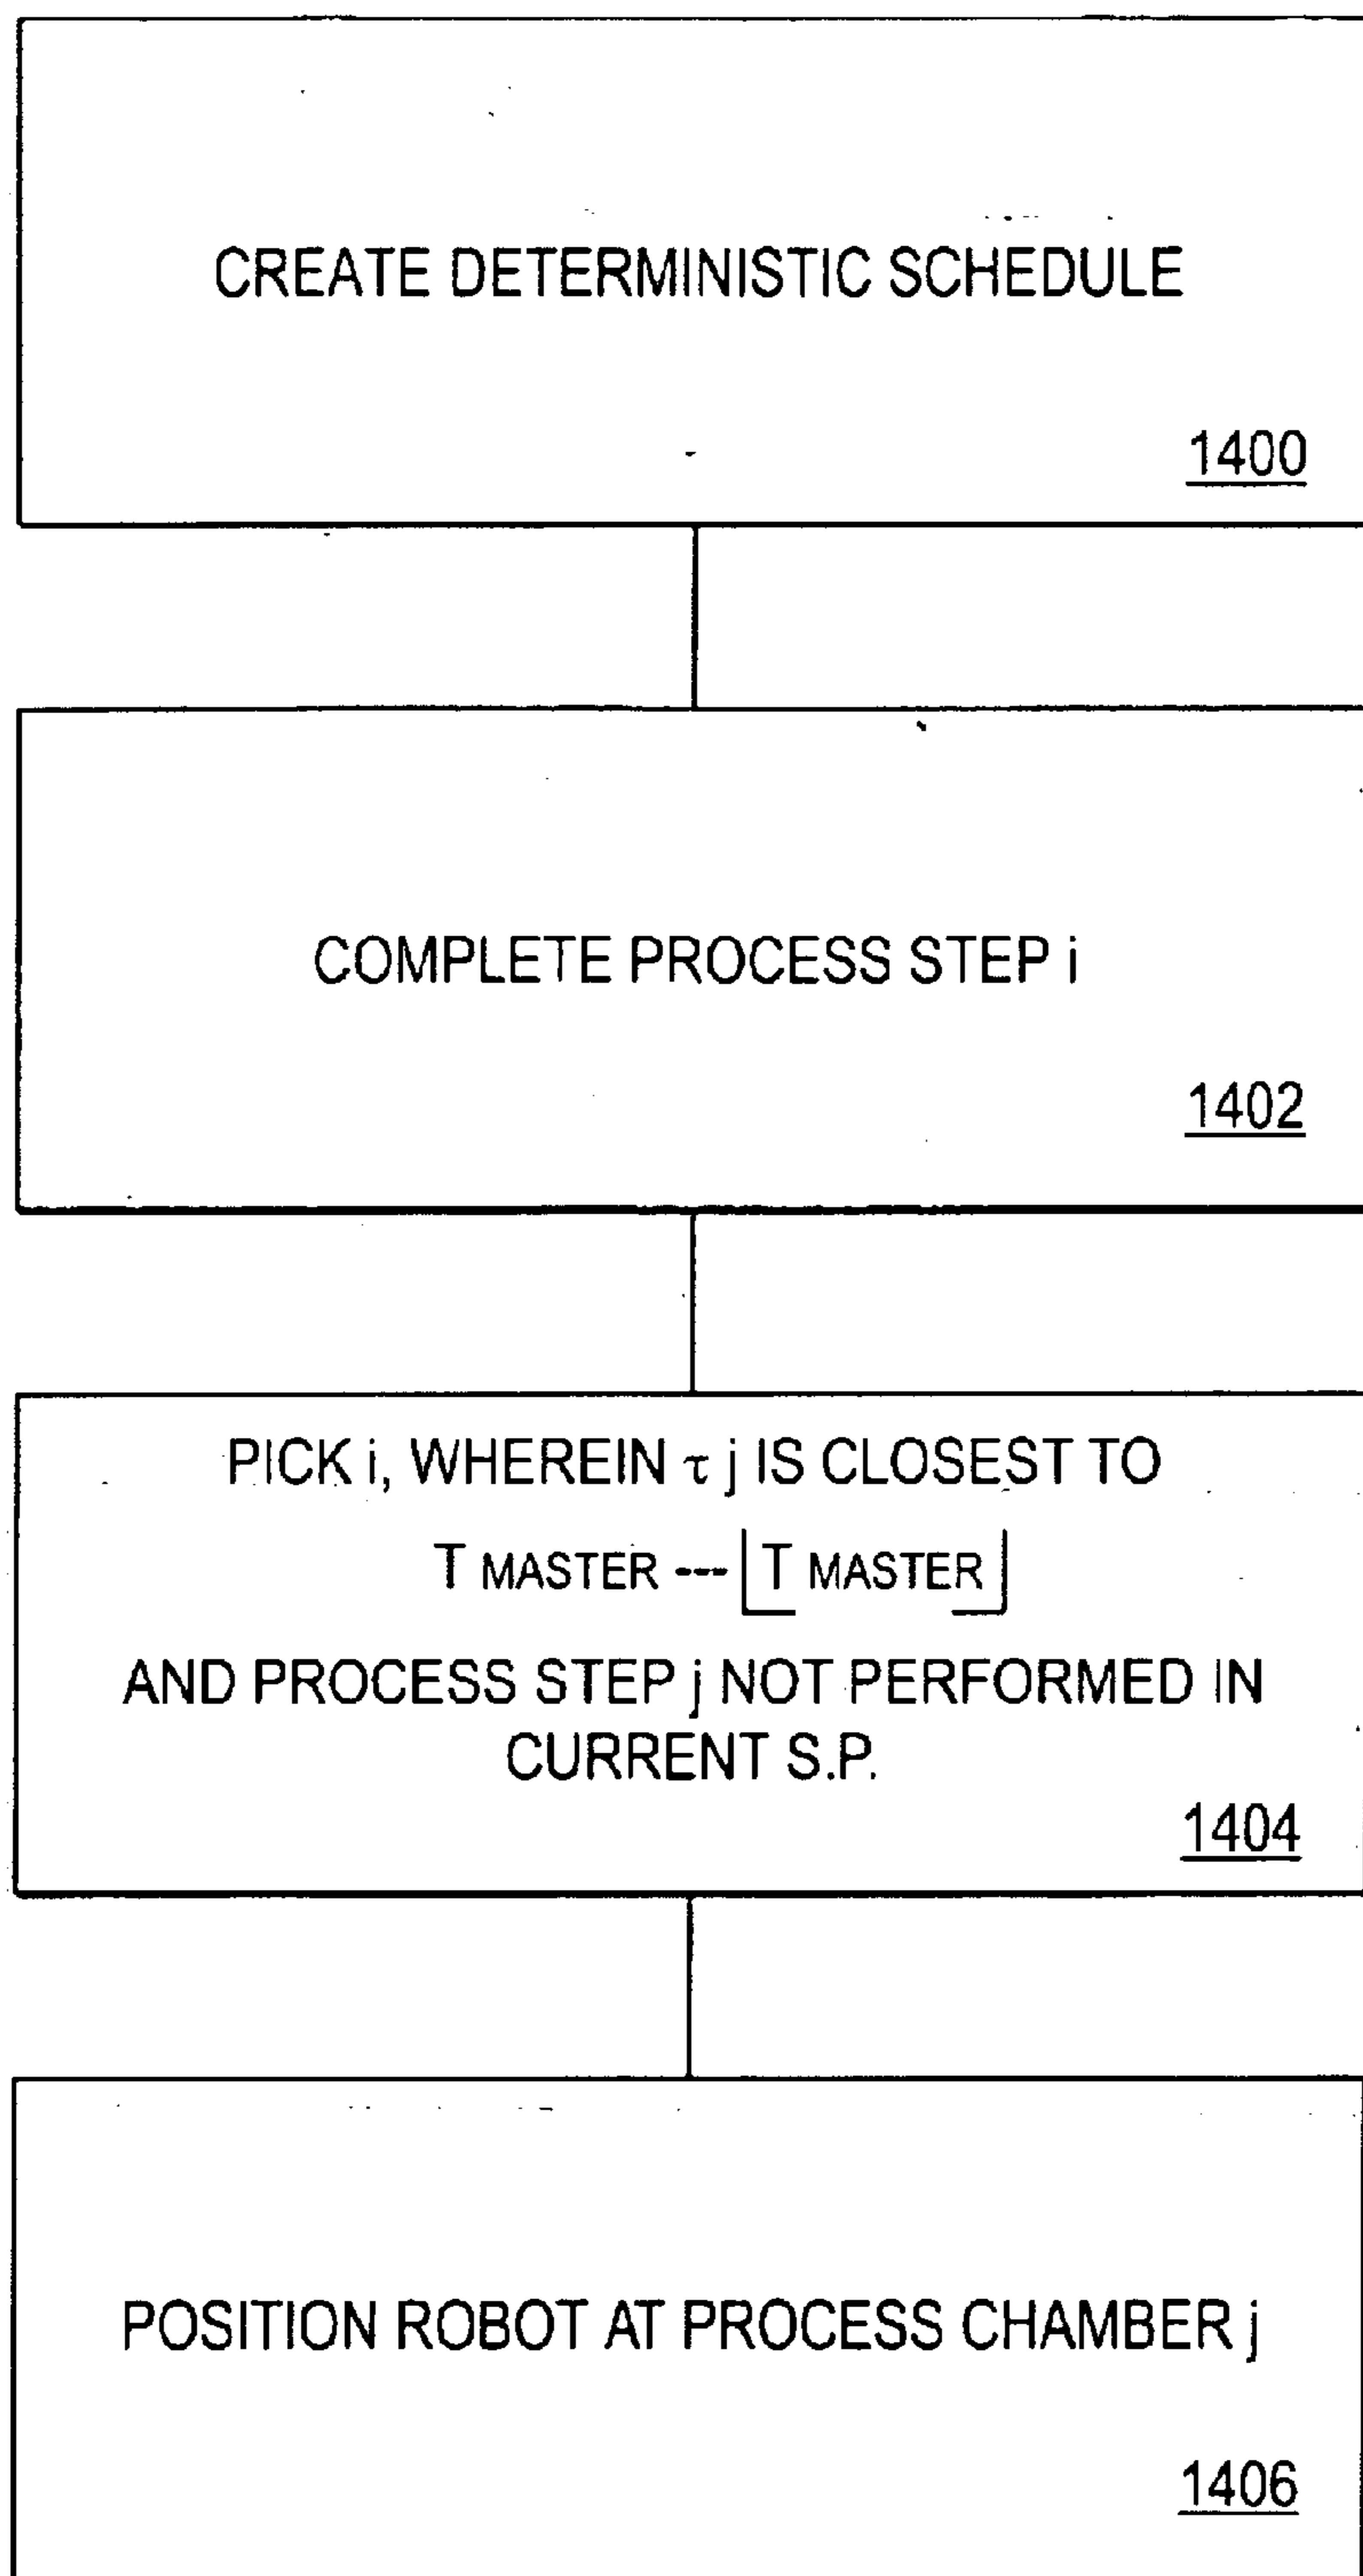 CREATE DETERMINISTIC SCHEDULE
1400
COMPLETE PROCESS STEP i
1402
PICK i, WHEREIN τ j IS CLOSEST TO
T MASTER --- ⌊T MASTER⌋
AND PROCESS STEP j NOT PERFORMED IN
CURRENT S.P.
1404
POSITION ROBOT AT PROCESS CHAMBER j
1406